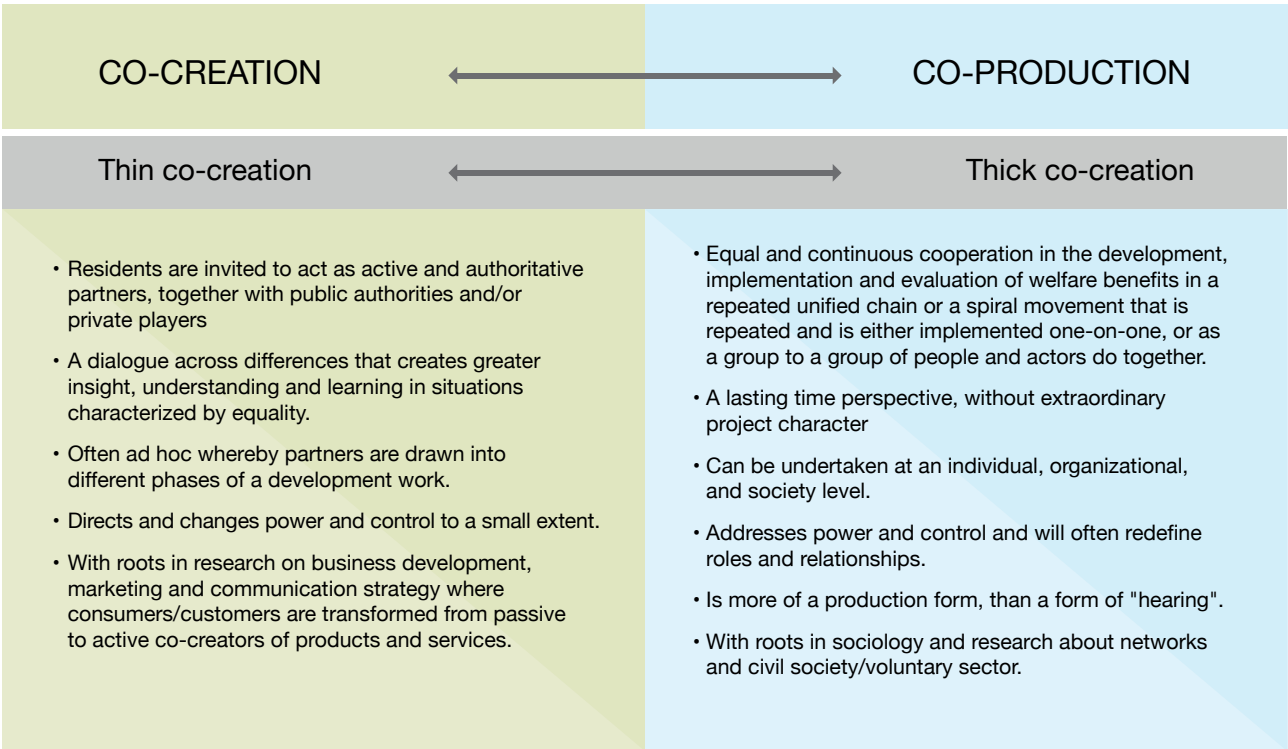 CO-CREATION
CO-PRODUCTION
Thin co-creation
Thick co-creation
• Residents are invited to act as active and authoritative
partners, together with public authorities and/or
private players
• A dialogue across differences that creates greater
insight, understanding and learning in situations
characterized by equality.
• Often ad hoc whereby partners are drawn into
different phases of a development work.
• Directs and changes power and control to a small extent.
• With roots in research on business development,
marketing and communication strategy where
consumers/customers are transformed from passive
to active co-creators of products and services.
• Equal and continuous cooperation in the development,
implementation and evaluation of welfare benefits in a
repeated unified chain or a spiral movement that is
repeated and is either implemented one-on-one, or as
a group to a group of people and actors do together.
• A lasting time perspective, without extraordinary
project character
• Can be undertaken at an individual, organizational,
and society level.
• Addresses power and control and will often redefine
roles and relationships.
• Is more of a production form, than a form of "hearing".
• With roots in sociology and research about networks
and civil society/voluntary sector.